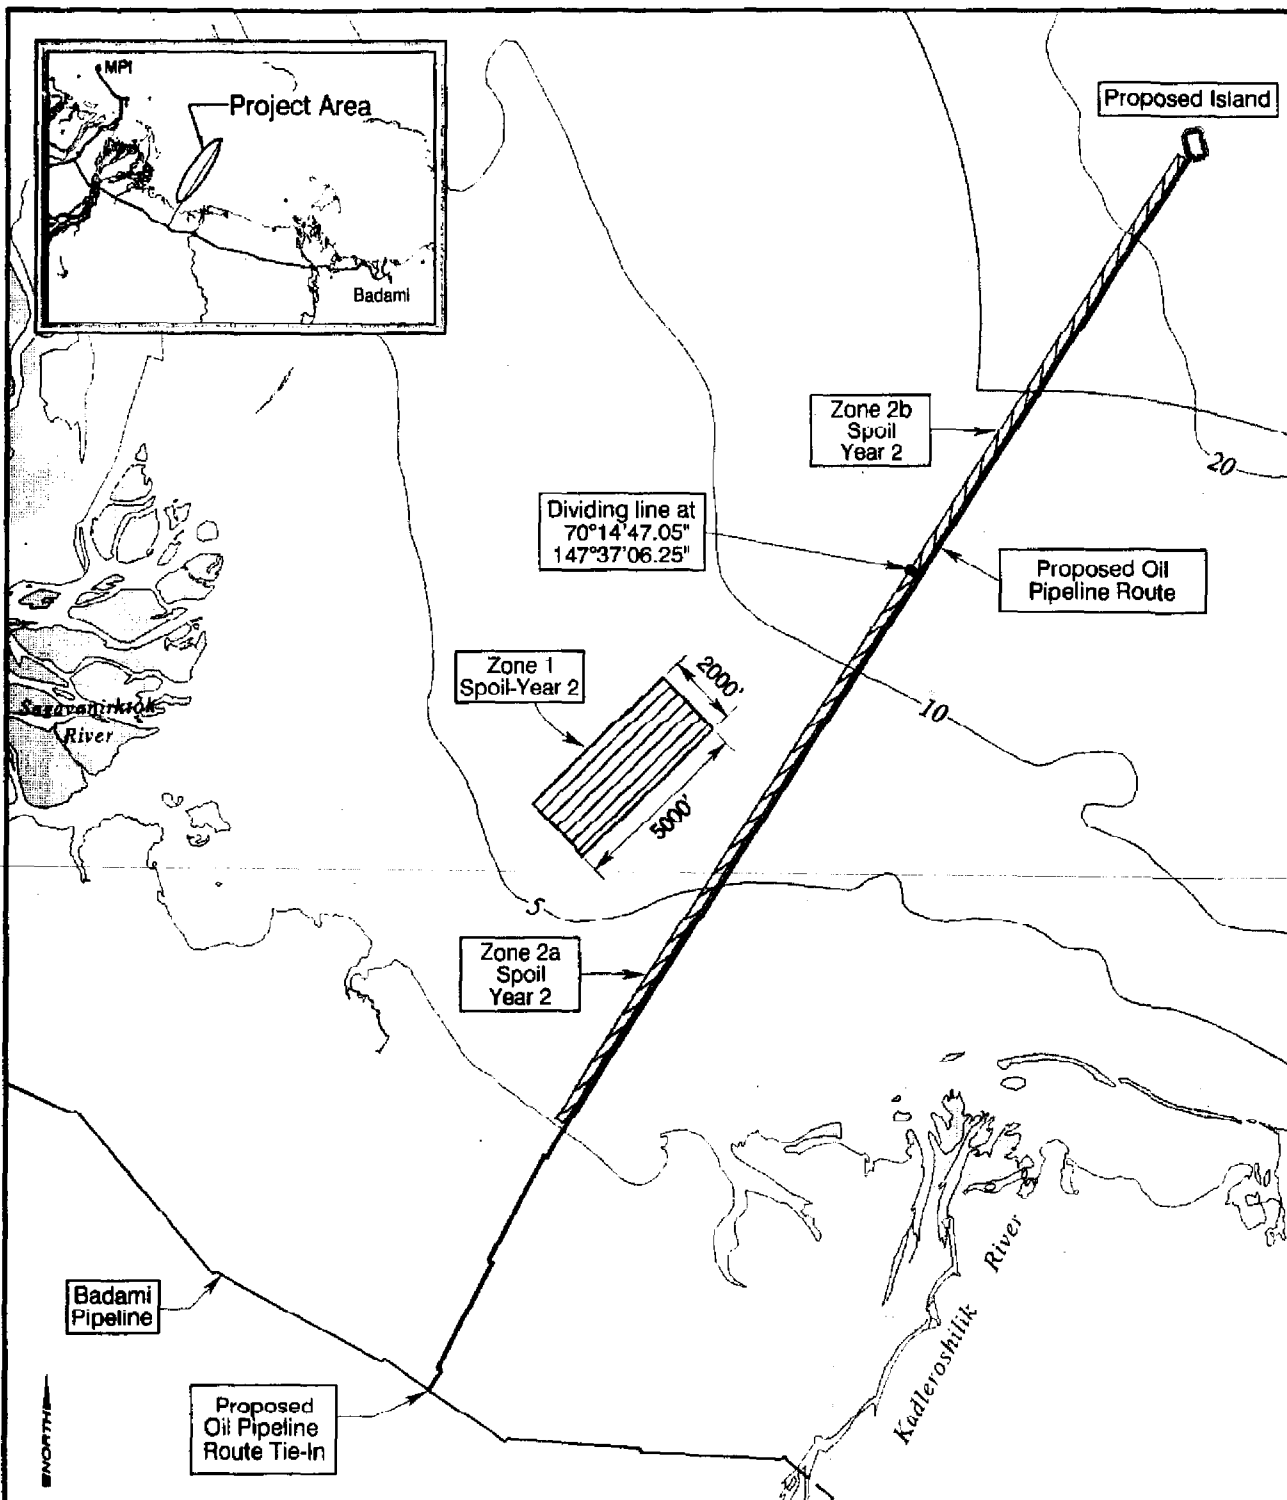 MPI
Project Area
Badami
Proposed Island
Zone 2b
Spoil
Year 2
20
Dividing line at
70°14'47.05"
147°37'06.25"
Proposed Oil
Pipeline Route
Zone 1
Spoil-Year 2
2000'
5000'
10
Sagavanirktok
River
5
Zone 2a
Spoil
Year 2
Badami
Pipeline
Proposed
Oil Pipeline
Route Tie-In
Kadleroshilik
River
NORTH